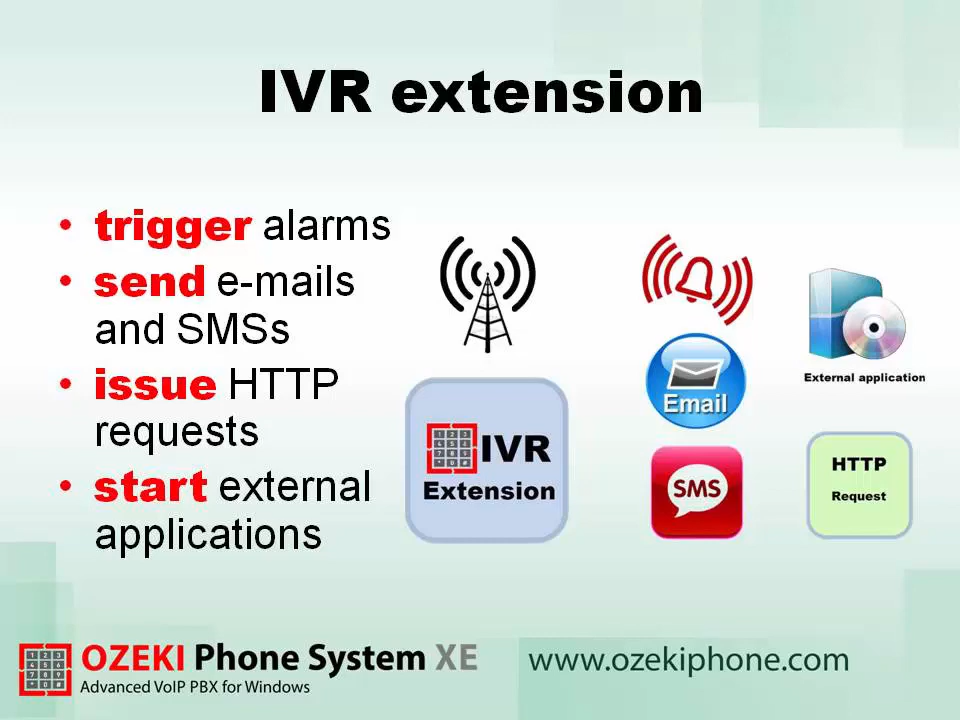 IVR extension
• trigger alarms
• send e-mails
and SMSs
• issue HTTP
requests
• start external
applications
IVR
Extension
Email
SMS
External application
HTTP
Request
OZEKI Phone System XE
Advanced VoIP PBX for Windows
www.ozekiphone.com